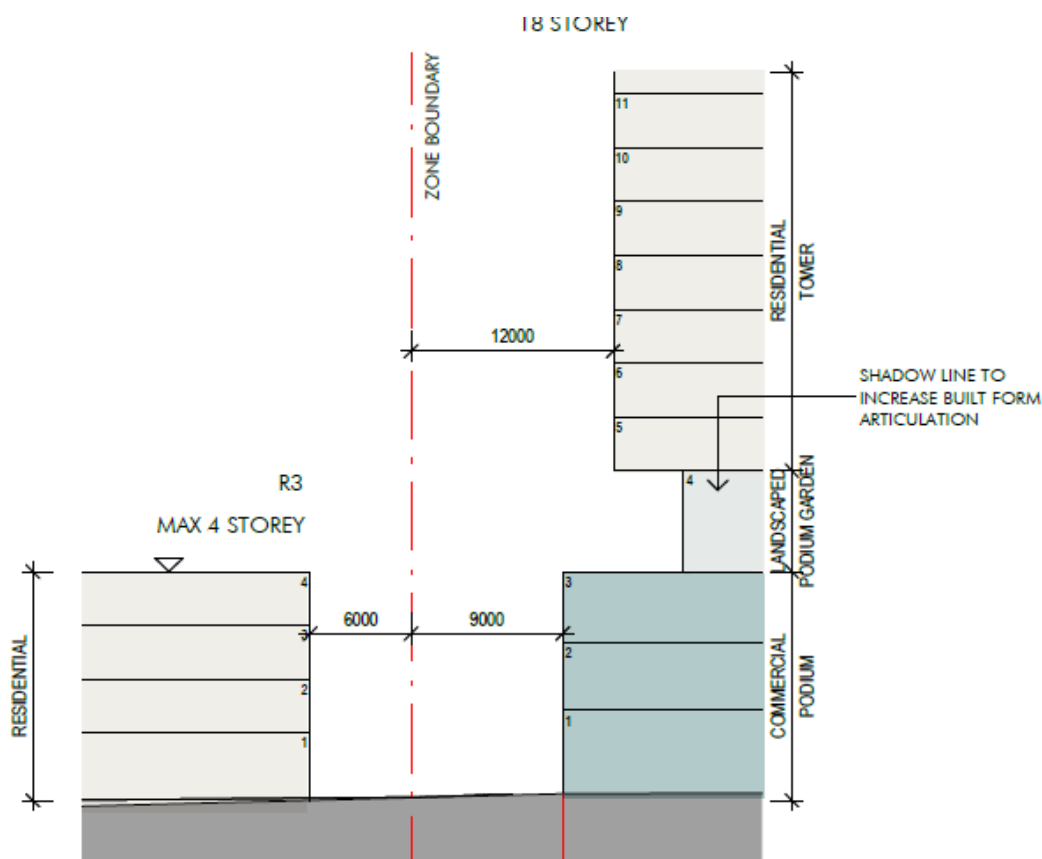 18 STOREY
ZONE BOUNDARY
11
10
9
8
7
6
5
4
RESIDENTIAL
TOWER
12000
SHADOW LINE TO
INCREASE BUILT FORM
ARTICULATION
LANDSCAPED
PODIUM GARDEN
R3
MAX 4 STOREY
4
3
2
1
RESIDENTIAL
6000
9000
3
2
1
COMMERCIAL
PODIUM